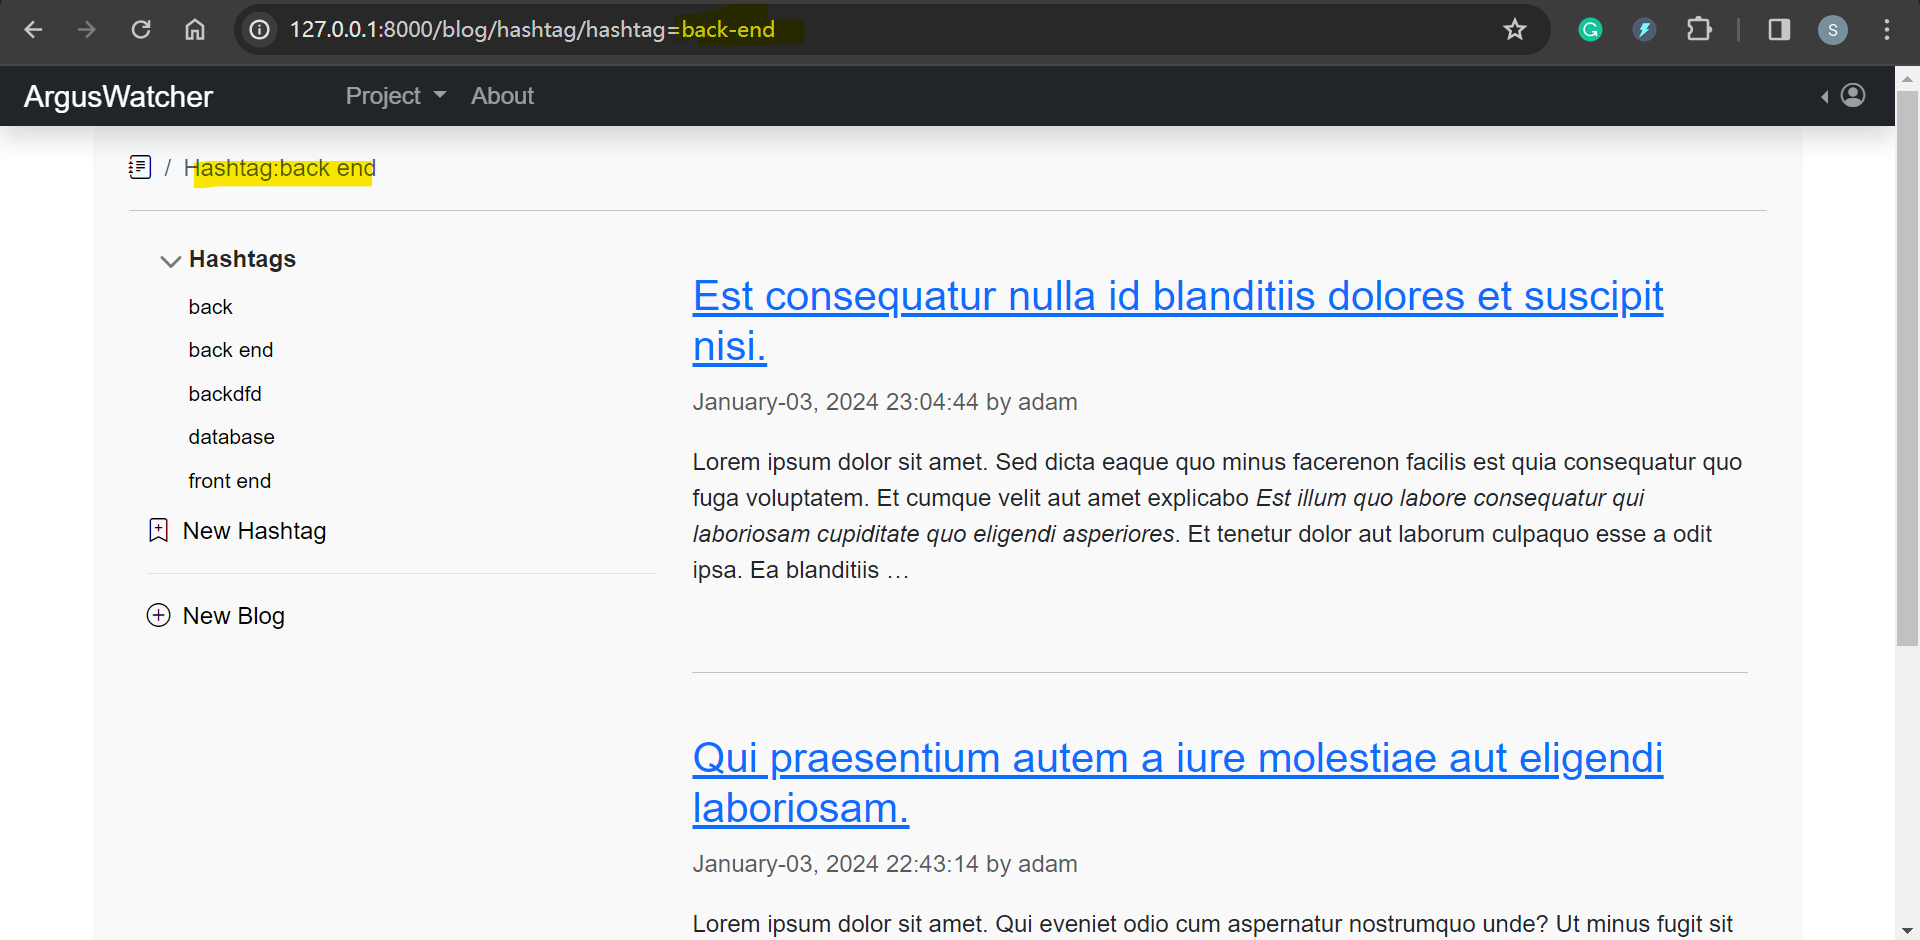 127.0.0.1:8000/blog/hashtag/hashtag=back-end
S
ArgusWatcher
Project
About
/ Hashtag:back end
Hashtags
back
back end
backdfd
database
front end
New Hashtag
New Blog
Est consequatur nulla id blanditiis dolores et suscipit
nisi.
January-03, 2024 23:04:44 by adam
Lorem ipsum dolor sit amet. Sed dicta eaque quo minus facerenon facilis est quia consequatur quo
fuga voluptatem. Et cumque velit aut amet explicabo Est illum quo labore consequatur qui
laboriosam cupiditate quo eligendi asperiores. Et tenetur dolor aut laborum culpaquo esse a odit
ipsa. Ea blanditiis …
Qui praesentium autem a iure molestiae aut eligendi
laboriosam.
January-03, 2024 22:43:14 by adam
Lorem ipsum dolor sit amet. Qui eveniet odio cum aspernatur nostrumquo unde? Ut minus fugit sit